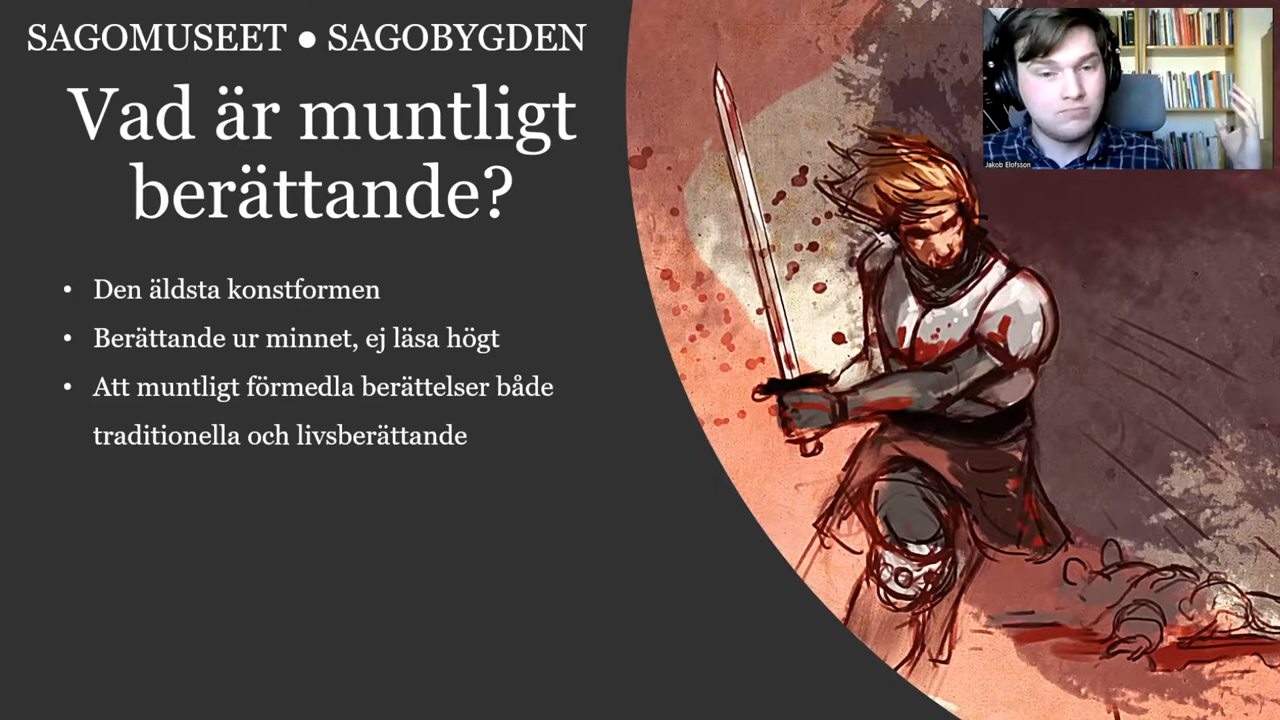 SAGOMUSEET ● SAGOBYGDEN
Vad är muntligt
berättande?
• Den äldsta konstformen
• Berättande ur minnet, ej läsa högt
• Att muntligt förmedla berättelser både
traditionella och livsberättande
Jakob Elofsson